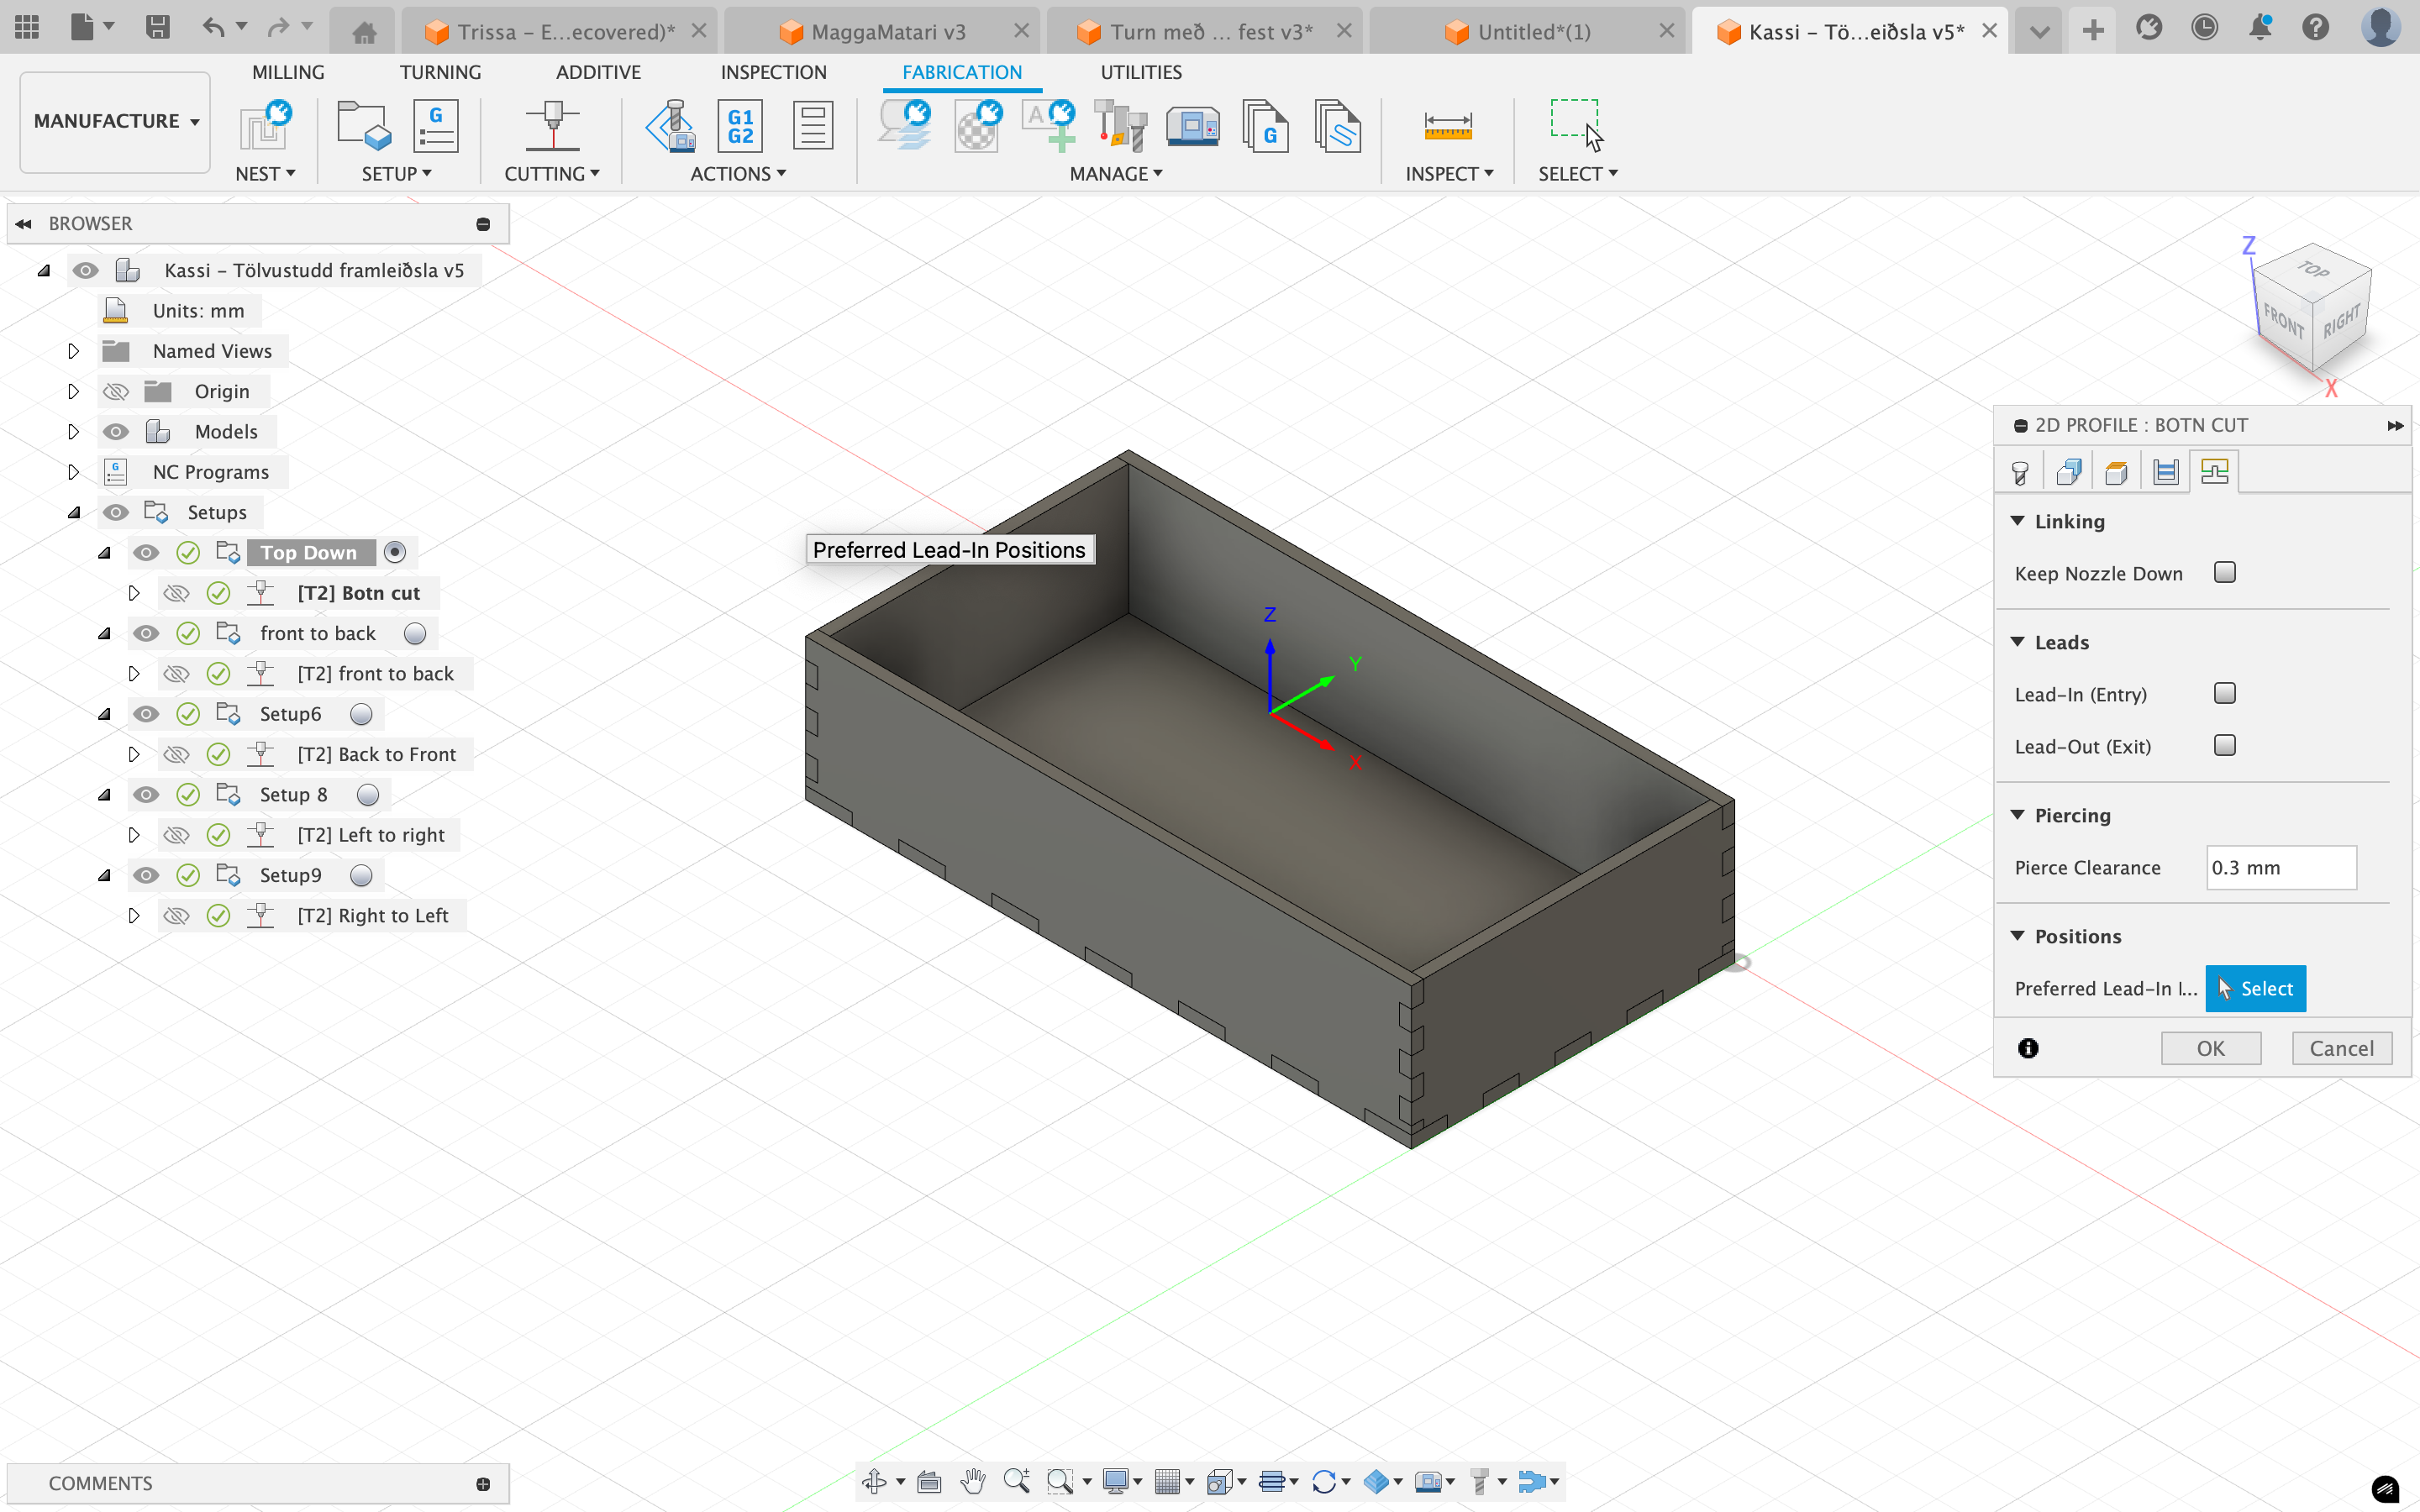 Trissa – E...ecovered)*
MaggaMatari v3
Turn með ... fest v3*
Untitled*(1)
Kassi – Tö...eiðsla v5*
MANUFACTURE
MILLING
TURNING
ADDITIVE
INSPECTION
FABRICATION
UTILITIES
NEST
SETUP
CUTTING
ACTIONS
MANAGE
INSPECT
SELECT
G
G1
G2
A
G
BROWSER
Kassi – Tölvustudd framleiðsla v5
Units: mm
Named Views
Origin
Models
G
NC Programs
Setups
Top Down
[T2] Botn cut
front to back
[T2] front to back
Setup6
[T2] Back to Front
Setup 8
[T2] Left to right
Setup9
[T2] Right to Left
Preferred Lead-In Positions
Z
Y
X
Z
TOP
FRONT
RIGHT
X
2D PROFILE : BOTN CUT
Linking
Keep Nozzle Down
Leads
Lead-In (Entry)
Lead-Out (Exit)
Piercing
Pierce Clearance
0.3 mm
Positions
Preferred Lead-In I...
Select
OK
Cancel
COMMENTS